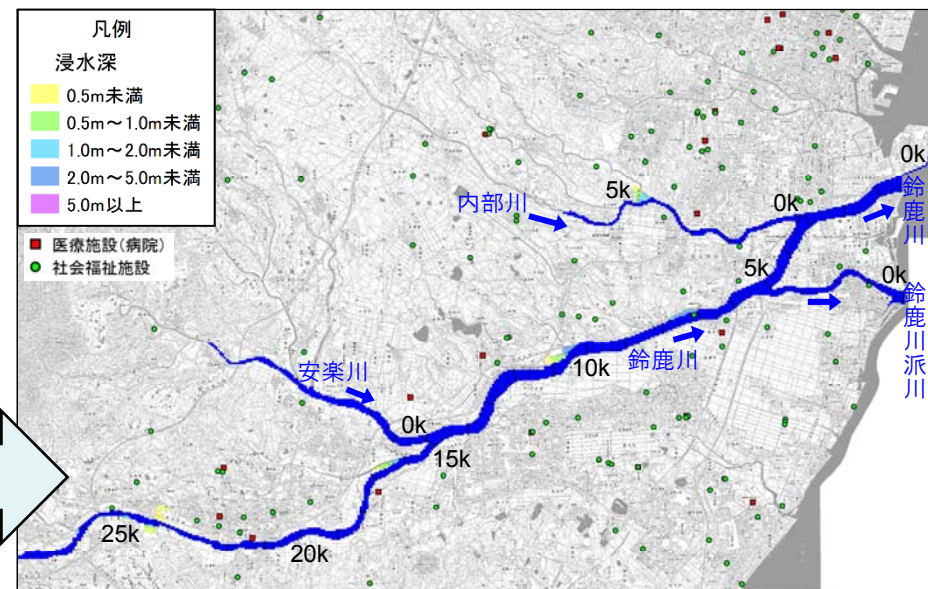 凡例
浸水深
0.5m未満
0.5m～1.0m未満
1.0m～2.0m未満
2.0m～5.0m未満
5.0m以上
医療施設(病院)
社会福祉施設
0k
鈴鹿川
5k
内部川
0k
5k
0k
鈴鹿川派川
10k
鈴鹿川
安楽川
0k
15k
25k
20k